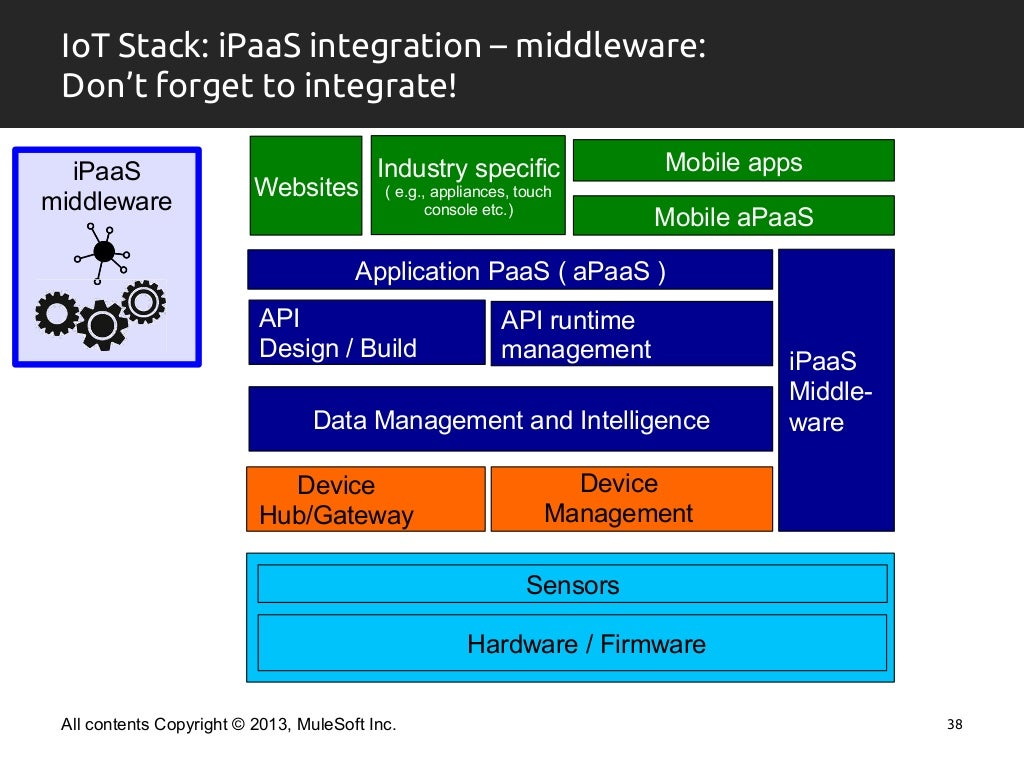 IoT Stack: iPaaS integration – middleware:
Don’t forget to integrate!
iPaaS
middleware
Websites
Industry specific
( e.g., appliances, touch
console etc.)
Mobile apps
Mobile aPaaS
Application PaaS ( aPaaS )
API
Design / Build
API runtime
management
iPaaS
Middle-
ware
Data Management and Intelligence
Device
Hub/Gateway
Device
Management
Sensors
Hardware / Firmware
All contents Copyright © 2013, MuleSoft Inc.
38